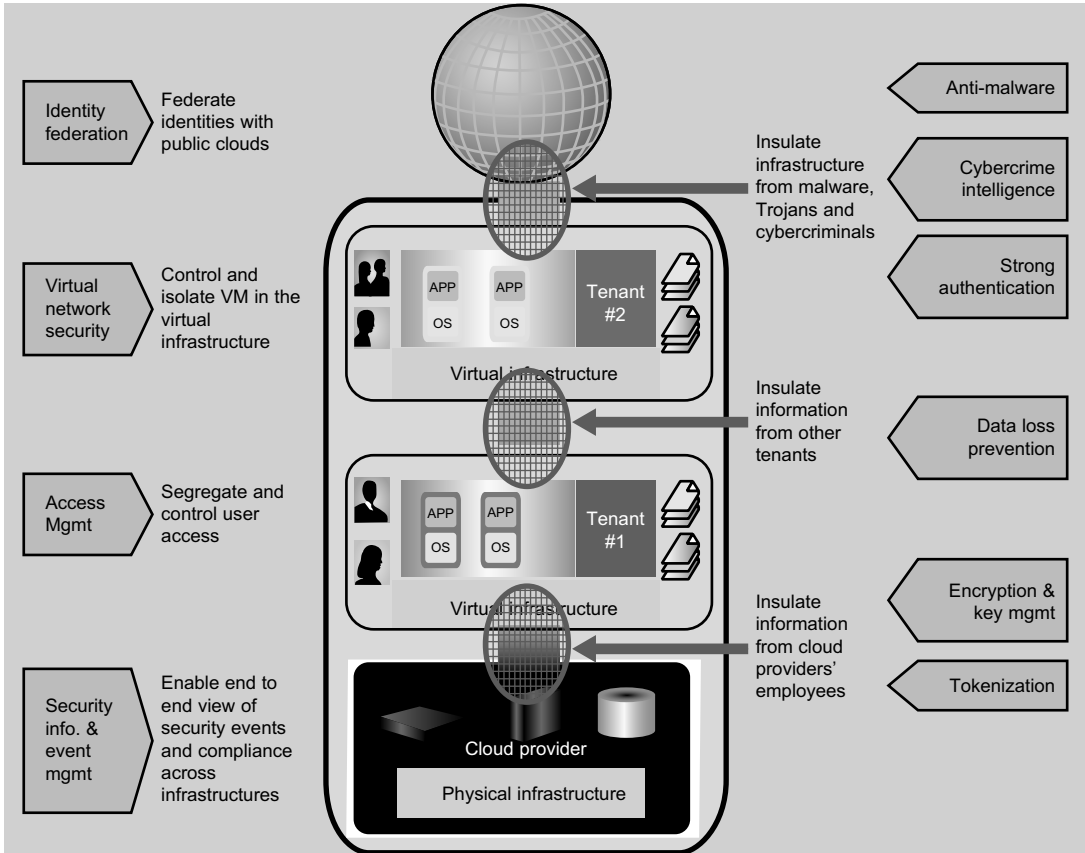 Identity
federation
Federate
identities with
public clouds
Virtual
network
security
Control and
isolate VM in the
virtual
infrastructure
Access
Mgmt
Segregate and
control user
access
Security
info. &
event
mgmt
Enable end to
end view of
security events
and compliance
across
infrastructures
APP
OS
APP
OS
Tenant
#2
Virtual infrastructure
APP
OS
APP
OS
Tenant
#1
Virtual infrastructure
Cloud provider
Physical infrastructure
Insulate
infrastructure
from malware,
Trojans and
cybercriminals
Insulate
information
from other
tenants
Insulate
information
from cloud
providers’
employees
Anti-malware
Cybercrime
intelligence
Strong
authentication
Data loss
prevention
Encryption &
key mgmt
Tokenization